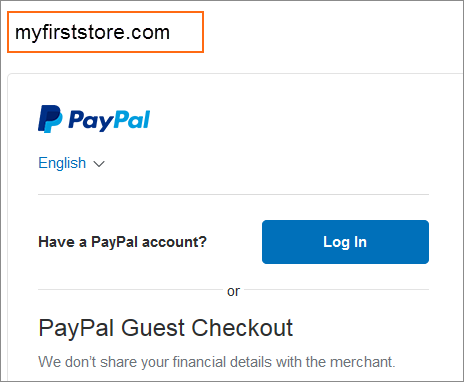 myfirststore.com
PayPal
English
Have a PayPal account?
Log In
or
PayPal Guest Checkout
We don’t share your financial details with the merchant.